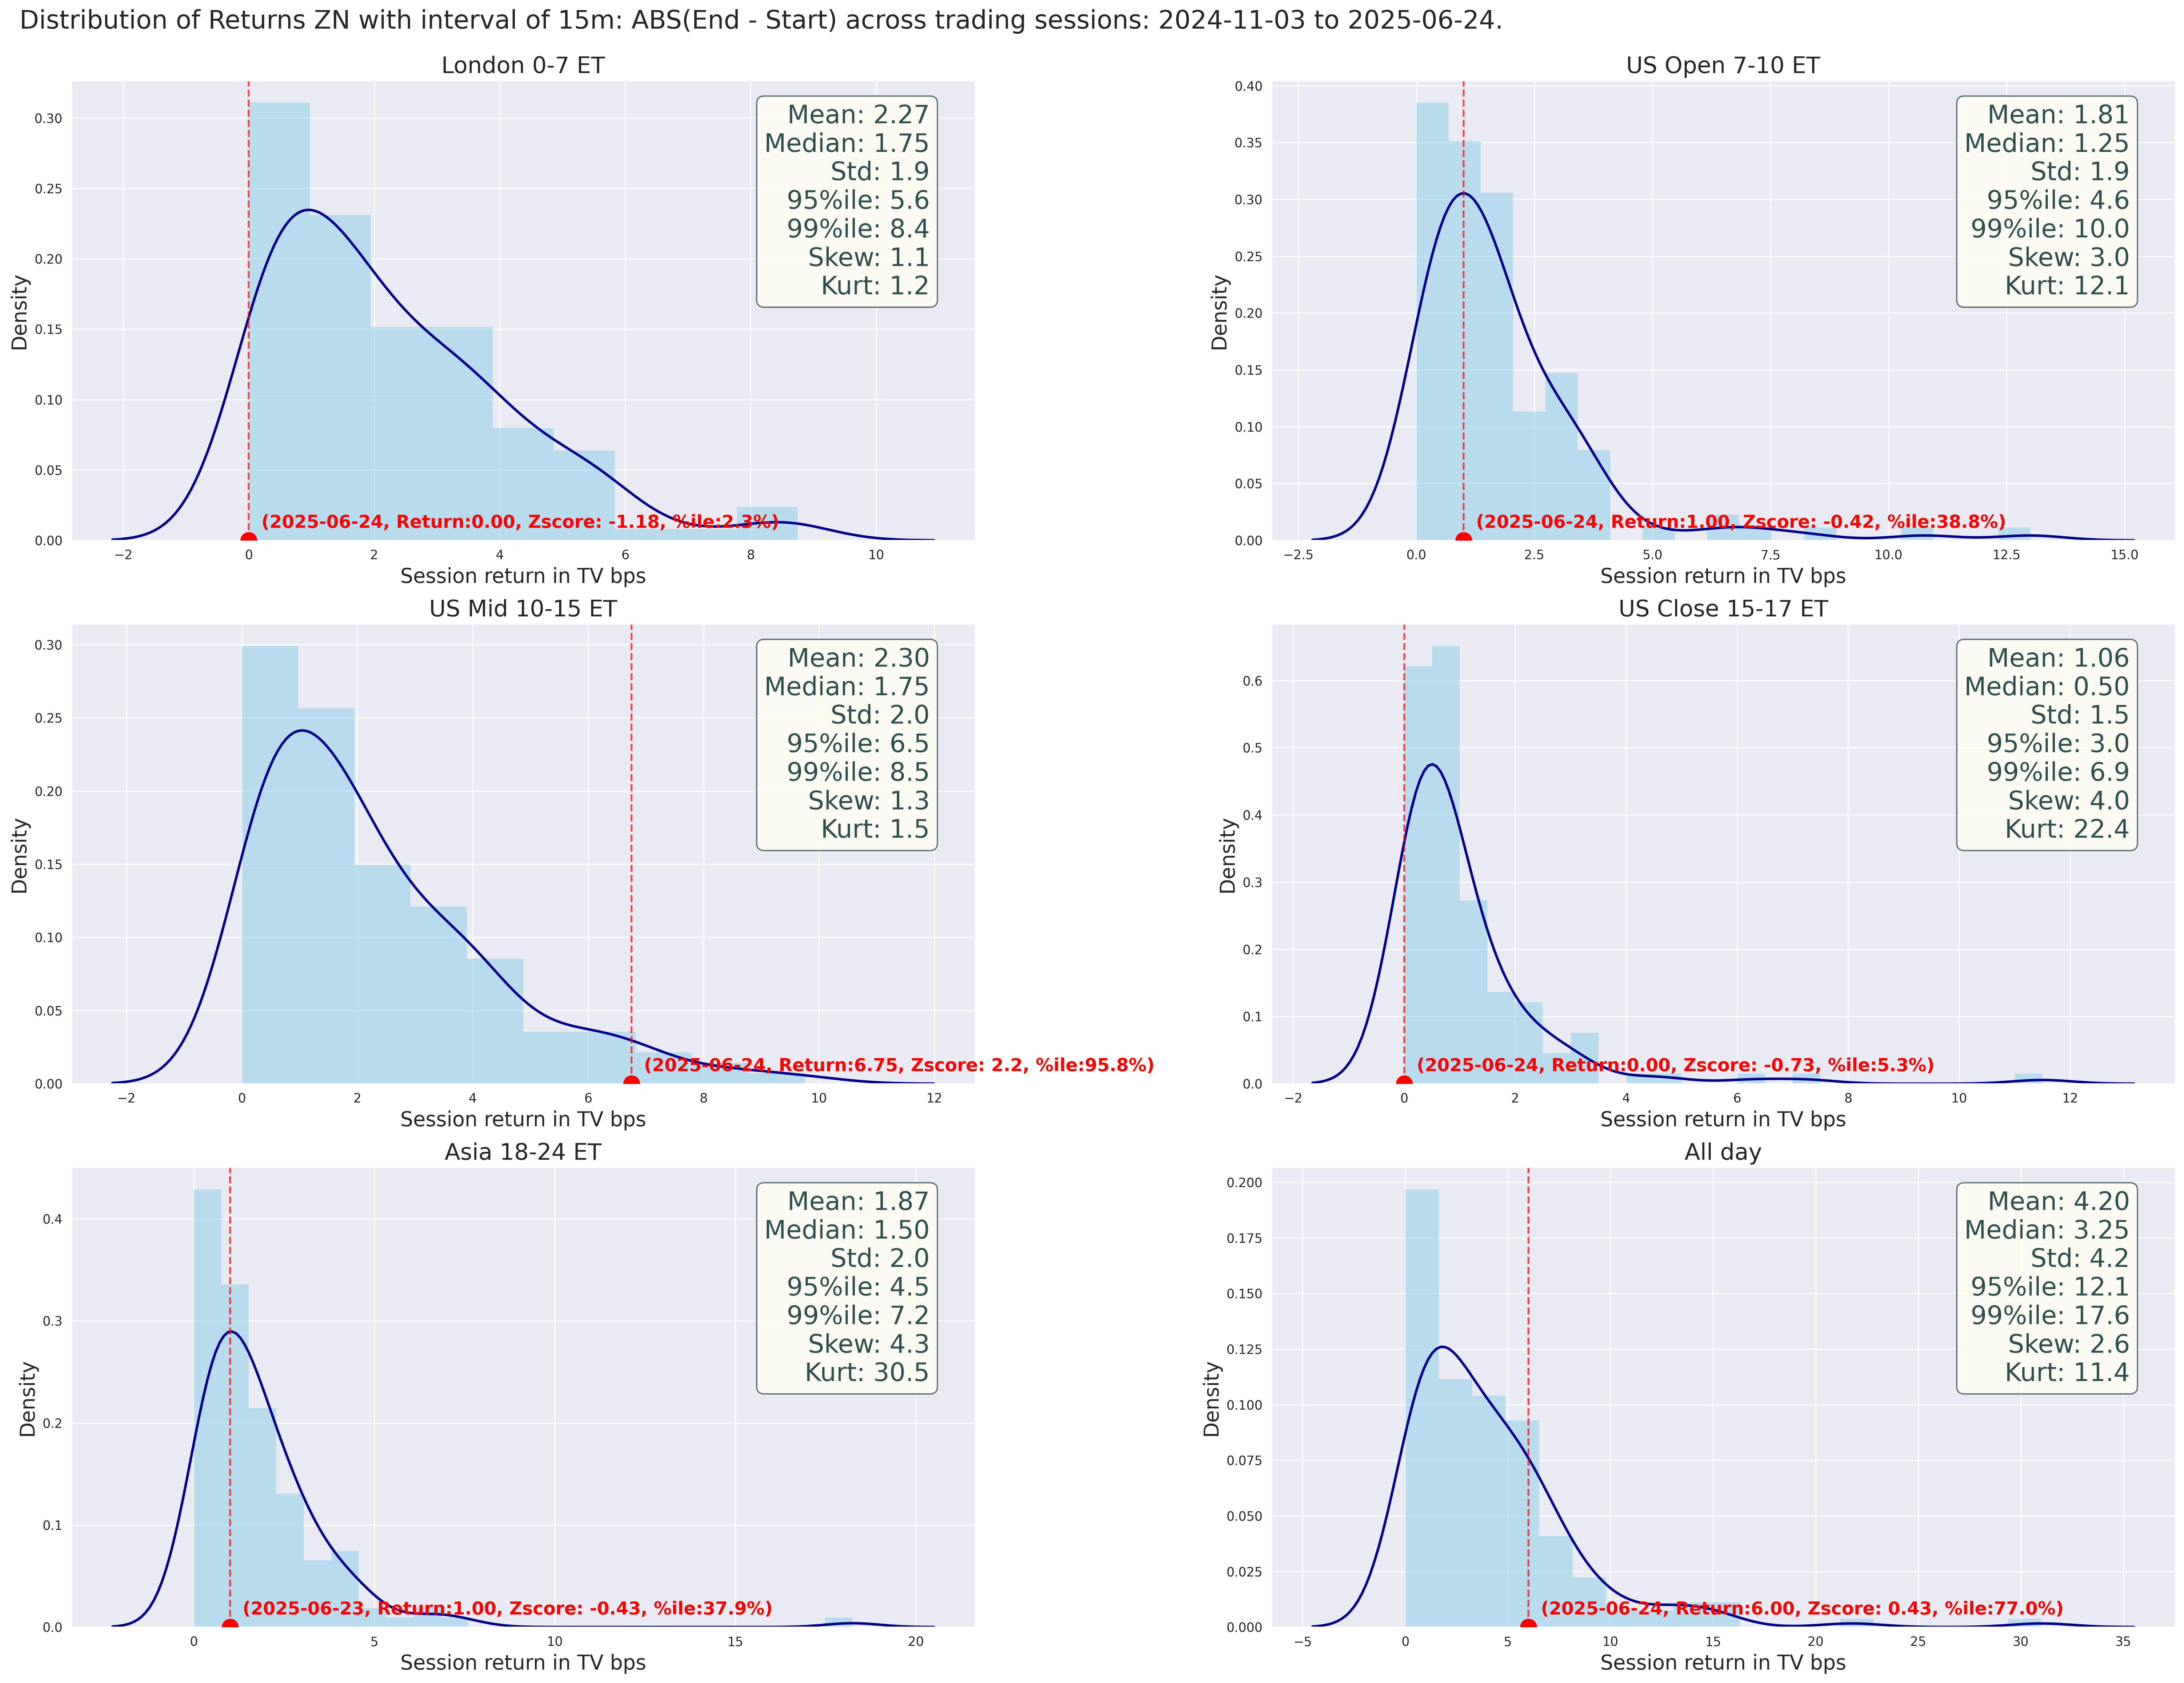 Distribution of Returns ZN with interval of 15m: ABS(End - Start) across trading sessions: 2024-11-03 to 2025-06-24.
London 0-7 ET
Density
0.30
0.25
0.20
0.15
0.10
0.05
0.00
Mean: 2.27
Median: 1.75
Std: 1.9
95%ile: 5.6
99%ile: 8.4
Skew: 1.1
Kurt: 1.2
(2025-06-24, Return:0.00, Zscore: -1.18, %ile:2.3%)
−2 0 2 4 6 8 10
Session return in TV bps
US Open 7-10 ET
Density
0.40
0.35
0.30
0.25
0.20
0.15
0.10
0.05
0.00
Mean: 1.81
Median: 1.25
Std: 1.9
95%ile: 4.6
99%ile: 10.0
Skew: 3.0
Kurt: 12.1
(2025-06-24, Return:1.00, Zscore: -0.42, %ile:38.8%)
−2.5 0.0 2.5 5.0 7.5 10.0 12.5 15.0
Session return in TV bps
US Mid 10-15 ET
Density
0.30
0.25
0.20
0.15
0.10
0.05
0.00
Mean: 2.30
Median: 1.75
Std: 2.0
95%ile: 6.5
99%ile: 8.5
Skew: 1.3
Kurt: 1.5
(2025-06-24, Return:6.75, Zscore: 2.2, %ile:95.8%)
−2 0 2 4 6 8 10 12
Session return in TV bps
US Close 15-17 ET
Density
0.6
0.5
0.4
0.3
0.2
0.1
0.0
Mean: 1.06
Median: 0.50
Std: 1.5
95%ile: 3.0
99%ile: 6.9
Skew: 4.0
Kurt: 22.4
(2025-06-24, Return:0.00, Zscore: -0.73, %ile:5.3%)
−2 0 2 4 6 8 10 12
Session return in TV bps
Asia 18-24 ET
Density
0.4
0.3
0.2
0.1
0.0
Mean: 1.87
Median: 1.50
Std: 2.0
95%ile: 4.5
99%ile: 7.2
Skew: 4.3
Kurt: 30.5
(2025-06-23, Return:1.00, Zscore: -0.43, %ile:37.9%)
0 5 10 15 20
Session return in TV bps
All day
Density
0.200
0.175
0.150
0.125
0.100
0.075
0.050
0.025
0.000
Mean: 4.20
Median: 3.25
Std: 4.2
95%ile: 12.1
99%ile: 17.6
Skew: 2.6
Kurt: 11.4
(2025-06-24, Return:6.00, Zscore: 0.43, %ile:77.0%)
−5 0 5 10 15 20 25 30 35
Session return in TV bps